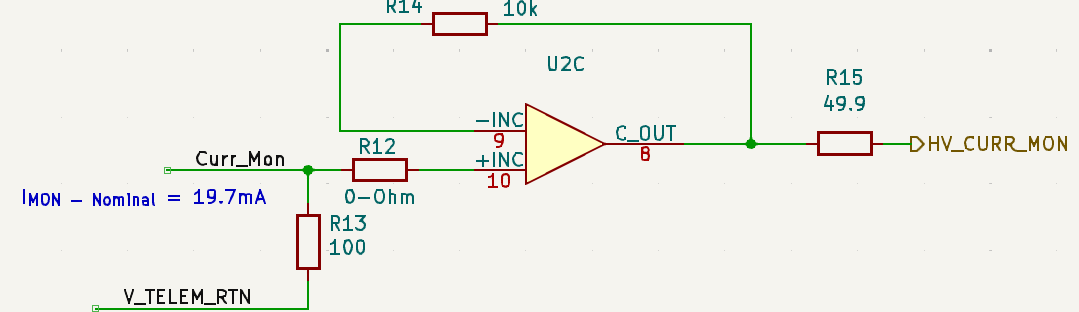 R14
10k
U2C
R15
49.9
-INC
9
C_OUT
8
HV_CURR_MON
R12
+INC
10
Curr_Mon
0-Ohm
IMON - Nominal = 19.7mA
R13
100
V_TELEM_RTN